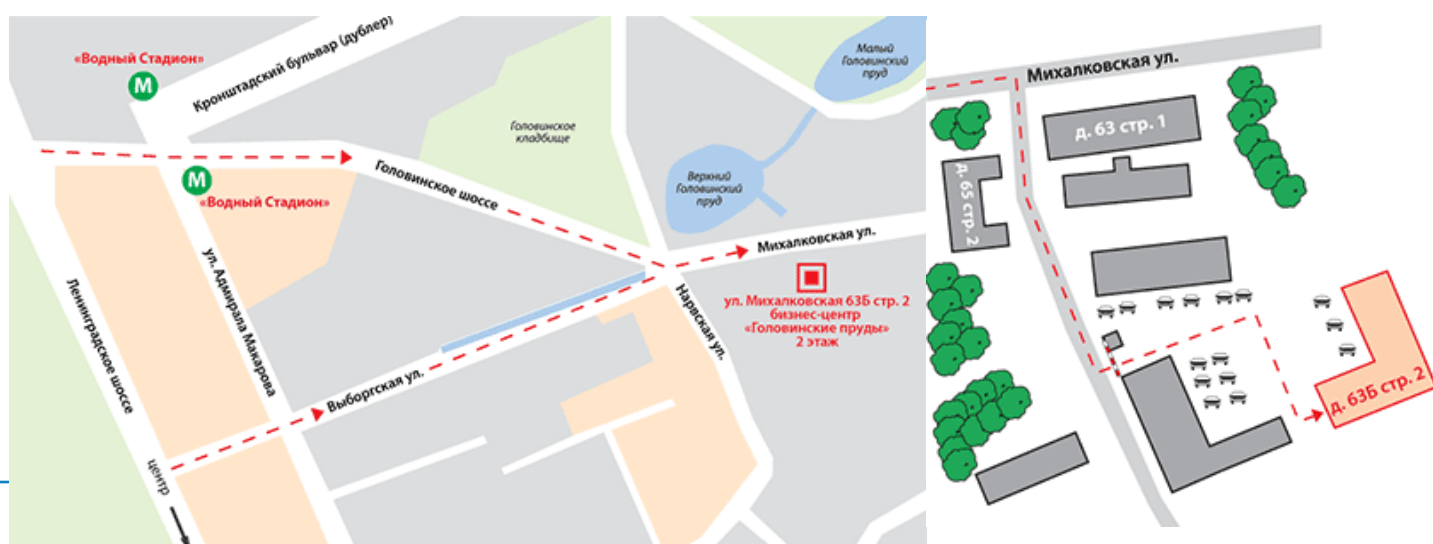 «Водный Стадион»
М
Кронштадский бульвар (дублер)
Малый
Головинский
пруд
Головинское
кладбище
Головинское шоссе
М
«Водный Стадион»
Верхний
Головинский
пруд
Михалковская ул.
ул. Адмирала Макарова
Ленинградское шоссе
ул. Михалковская 63Б стр. 2
бизнес-центр
«Головинские пруды»
2 этаж
Нарвская ул.
Выборгская ул.
центр
Михалковская ул.
д. 63 стр. 1
д. 65 стр. 2
д. 63Б стр. 2